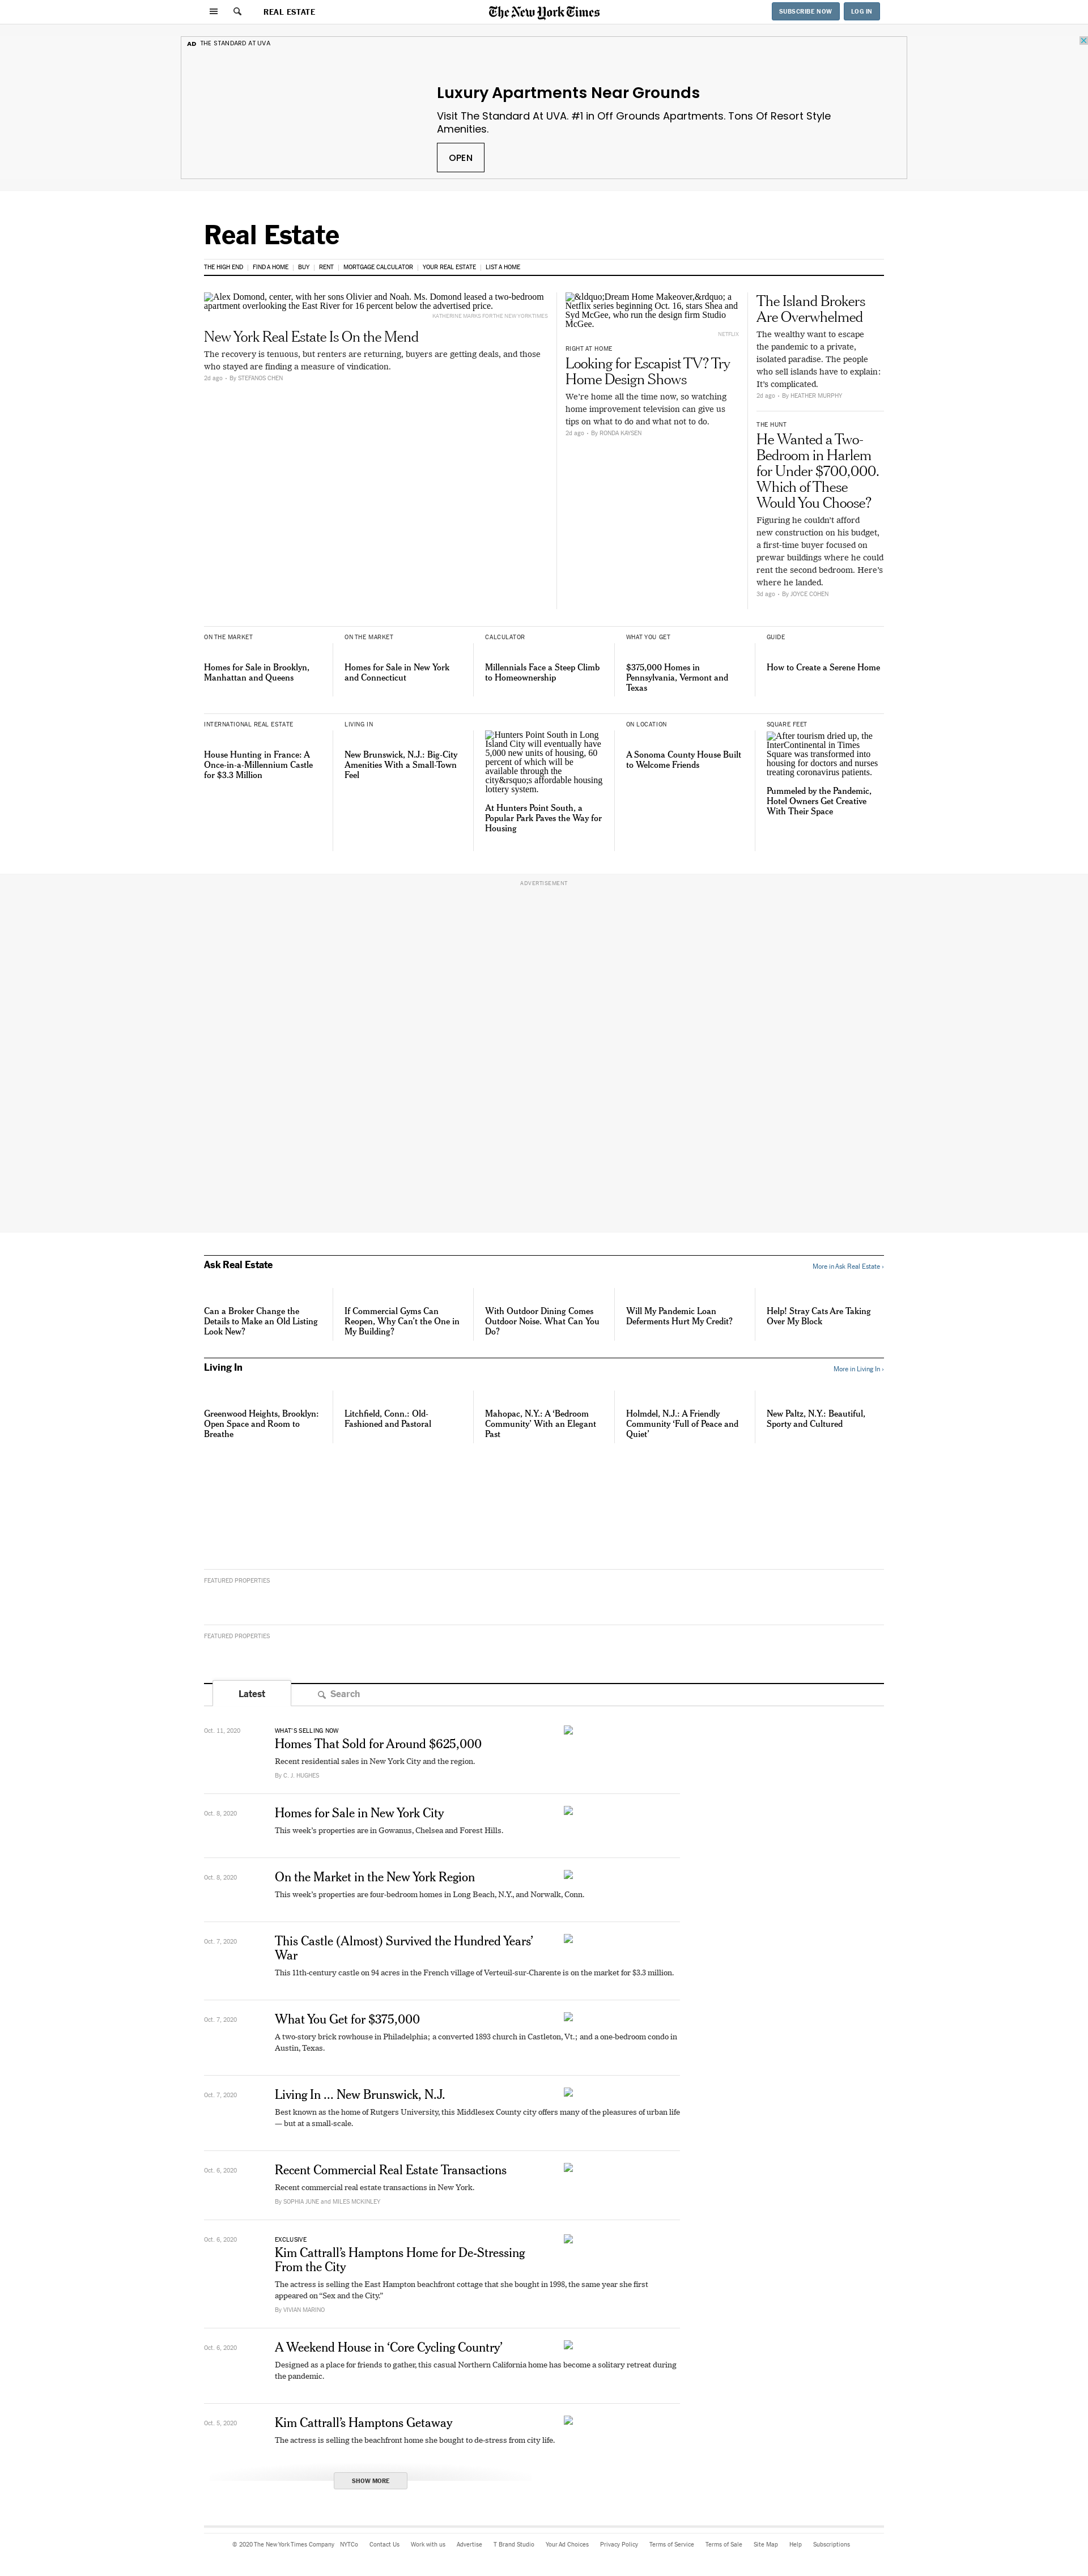 REAL ESTATE
The New York Times
SUBSCRIBE NOW
LOG IN
AD THE STANDARD AT UVA
Luxury Apartments Near Grounds
Visit The Standard At UVA. #1 in Off Grounds Apartments. Tons Of Resort Style
Amenities.
OPEN
Real Estate
THE HIGH END | FIND A HOME | BUY | RENT | MORTGAGE CALCULATOR | YOUR REAL ESTATE | LIST A HOME
Alex Domond, center, with her sons Olivier and Noah. Ms. Domond leased a two-bedroom
apartment overlooking the East River for 16 percent below the advertised price.
KATHERINE MARKS FOR THE NEW YORK TIMES
New York Real Estate Is On the Mend
The recovery is tenuous, but renters are returning, buyers are getting deals, and those
who stayed are finding a measure of vindication.
2d ago • By STEFANOS CHEN
&ldquo;Dream Home Makeover,&rdquo; a
Netflix series beginning Oct. 16, stars Shea and
Syd McGee, who run the design firm Studio
McGee.
NETFLIX
RIGHT AT HOME
Looking for Escapist TV? Try
Home Design Shows
We're home all the time now, so watching
home improvement television can give us
tips on what to do and what not to do.
2d ago • By RONDA KAYSEN
The Island Brokers
Are Overwhelmed
The wealthy want to escape
the pandemic to a private,
isolated paradise. The people
who sell islands have to explain:
It's complicated.
2d ago • By HEATHER MURPHY
THE HUNT
He Wanted a Two-
Bedroom in Harlem
for Under $700,000.
Which of These
Would You Choose?
Figuring he couldn't afford
new construction on his budget,
a first-time buyer focused on
prewar buildings where he could
rent the second bedroom. Here's
where he landed.
3d ago • By JOYCE COHEN
ON THE MARKET
Homes for Sale in Brooklyn,
Manhattan and Queens
ON THE MARKET
Homes for Sale in New York
and Connecticut
CALCULATOR
Millennials Face a Steep Climb
to Homeownership
WHAT YOU GET
$375,000 Homes in
Pennsylvania, Vermont and
Texas
GUIDE
How to Create a Serene Home
INTERNATIONAL REAL ESTATE
House Hunting in France: A
Once-in-a-Millennium Castle
for $3.3 Million
LIVING IN
New Brunswick, N.J.: Big-City
Amenities With a Small-Town
Feel
Hunters Point South in Long
Island City will eventually have
5,000 new units of housing, 60
percent of which will be
available through the
city&rsquo;s affordable housing
lottery system.
At Hunters Point South, a
Popular Park Paves the Way for
Housing
ON LOCATION
A Sonoma County House Built
to Welcome Friends
SQUARE FEET
After tourism dried up, the
InterContinental in Times
Square was transformed into
housing for doctors and nurses
treating coronavirus patients.
Pummeled by the Pandemic,
Hotel Owners Get Creative
With Their Space
ADVERTISEMENT
Ask Real Estate
More in Ask Real Estate ›
Can a Broker Change the
Details to Make an Old Listing
Look New?
If Commercial Gyms Can
Reopen, Why Can't the One in
My Building?
With Outdoor Dining Comes
Outdoor Noise. What Can You
Do?
Will My Pandemic Loan
Deferments Hurt My Credit?
Help! Stray Cats Are Taking
Over My Block
Living In
More in Living In ›
Greenwood Heights, Brooklyn:
Open Space and Room to
Breathe
Litchfield, Conn.: Old-
Fashioned and Pastoral
Mahopac, N.Y.: A ‘Bedroom
Community’ With an Elegant
Past
Holmdel, N.J.: A Friendly
Community ‘Full of Peace and
Quiet’
New Paltz, N.Y.: Beautiful,
Sporty and Cultured
FEATURED PROPERTIES
FEATURED PROPERTIES
Latest
Search
Oct. 11, 2020
WHAT'S SELLING NOW
Homes That Sold for Around $625,000
Recent residential sales in New York City and the region.
By C. J. HUGHES
Oct. 8, 2020
Homes for Sale in New York City
This week's properties are in Gowanus, Chelsea and Forest Hills.
Oct. 8, 2020
On the Market in the New York Region
This week's properties are four-bedroom homes in Long Beach, N.Y., and Norwalk, Conn.
Oct. 7, 2020
This Castle (Almost) Survived the Hundred Years’
War
This 11th-century castle on 94 acres in the French village of Verteuil-sur-Charente is on the market for $3.3 million.
Oct. 7, 2020
What You Get for $375,000
A two-story brick rowhouse in Philadelphia; a converted 1893 church in Castleton, Vt.; and a one-bedroom condo in
Austin, Texas.
Oct. 7, 2020
Living In ... New Brunswick, N.J.
Best known as the home of Rutgers University, this Middlesex County city offers many of the pleasures of urban life
— but at a small-scale.
Oct. 6, 2020
Recent Commercial Real Estate Transactions
Recent commercial real estate transactions in New York.
By SOPHIA JUNE and MILES MCKINLEY
Oct. 6, 2020
EXCLUSIVE
Kim Cattrall’s Hamptons Home for De-Stressing
From the City
The actress is selling the East Hampton beachfront cottage that she bought in 1998, the same year she first
appeared on “Sex and the City.”
By VIVIAN MARINO
Oct. 6, 2020
A Weekend House in ‘Core Cycling Country’
Designed as a place for friends to gather, this casual Northern California home has become a solitary retreat during
the pandemic.
Oct. 5, 2020
Kim Cattrall’s Hamptons Getaway
The actress is selling the beachfront home she bought to de-stress from city life.
SHOW MORE
© 2020 The New York Times Company NYTCo Contact Us Work with us Advertise T Brand Studio Your Ad Choices Privacy Policy Terms of Service Terms of Sale Site Map Help Subscriptions